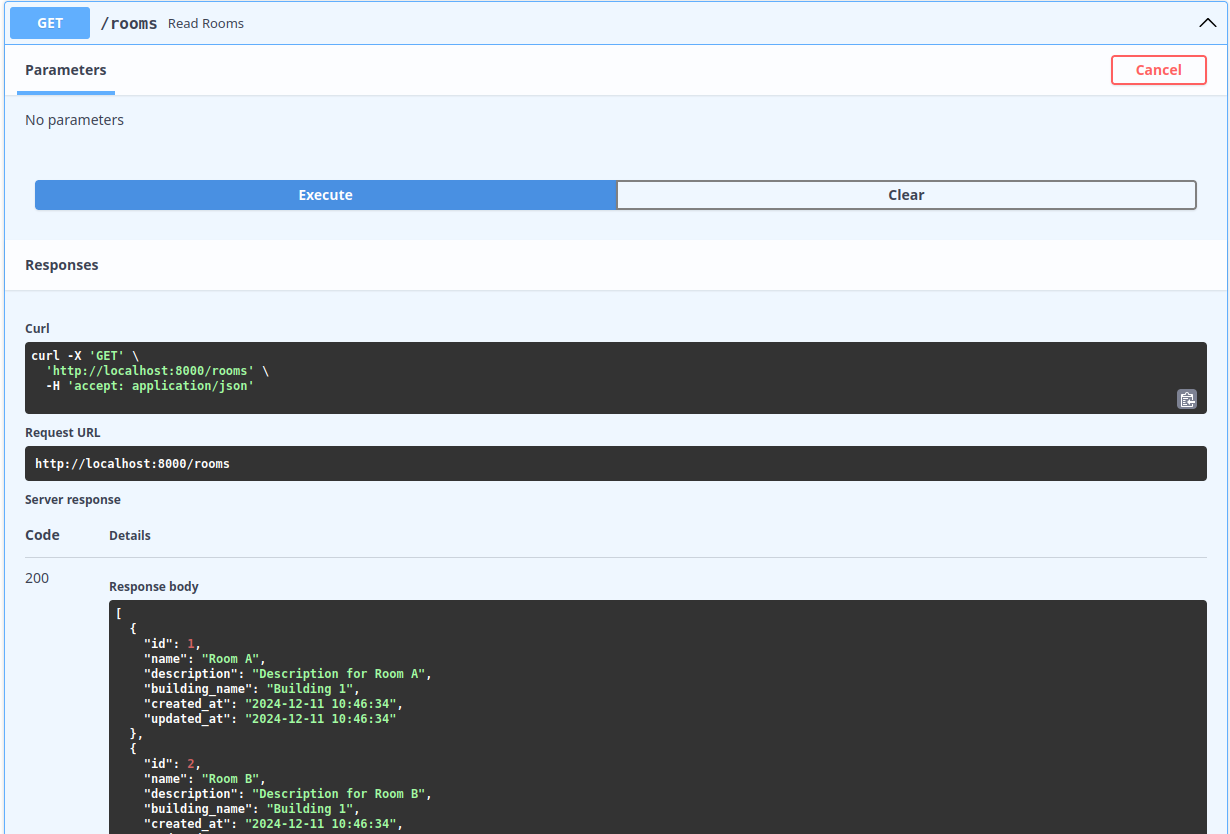 GET /rooms Read Rooms
Parameters
Cancel
No parameters
Execute
Clear
Responses
Curl
curl -X 'GET' \
  'http://localhost:8000/rooms' \
  -H 'accept: application/json'
Request URL
http://localhost:8000/rooms
Server response
Code Details
200
Response body
[
  {
    "id": 1,
    "name": "Room A",
    "description": "Description for Room A",
    "building_name": "Building 1",
    "created_at": "2024-12-11 10:46:34",
    "updated_at": "2024-12-11 10:46:34"
  },
  {
    "id": 2,
    "name": "Room B",
    "description": "Description for Room B",
    "building_name": "Building 1",
    "created_at": "2024-12-11 10:46:34",